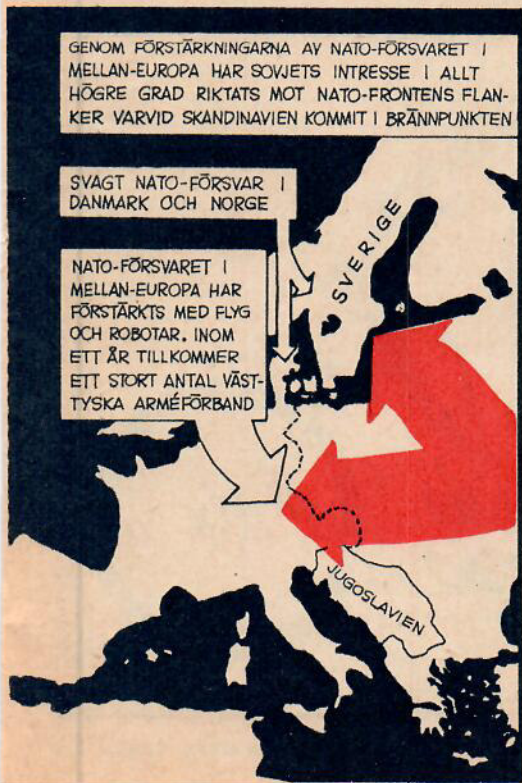 GENOM FÖRSTÄRKNINGARNA AV NATO-FÖRSVARET I
MELLAN-EUROPA HAR SOVJETS INTRESSE I ALLT
HÖGRE GRAD RIKTATS MOT NATO-FRONTENS FLAN-
KER VARVID SKANDINAVIEN KOMMIT I BRÄNNPUNKTEN
SVAGT NATO-FÖRSVAR I
DANMARK OCH NORGE
NATO-FÖRSVARET I
MELLAN-EUROPA HAR
FÖRSTÄRKTS MED FLYG
OCH ROBOTAR. INOM
ETT ÅR TILLKOMMER
ETT STORT ANTAL VÄST-
TYSKA ARMÉFÖRBAND
SVERIGE
JUGOSLAVIEN